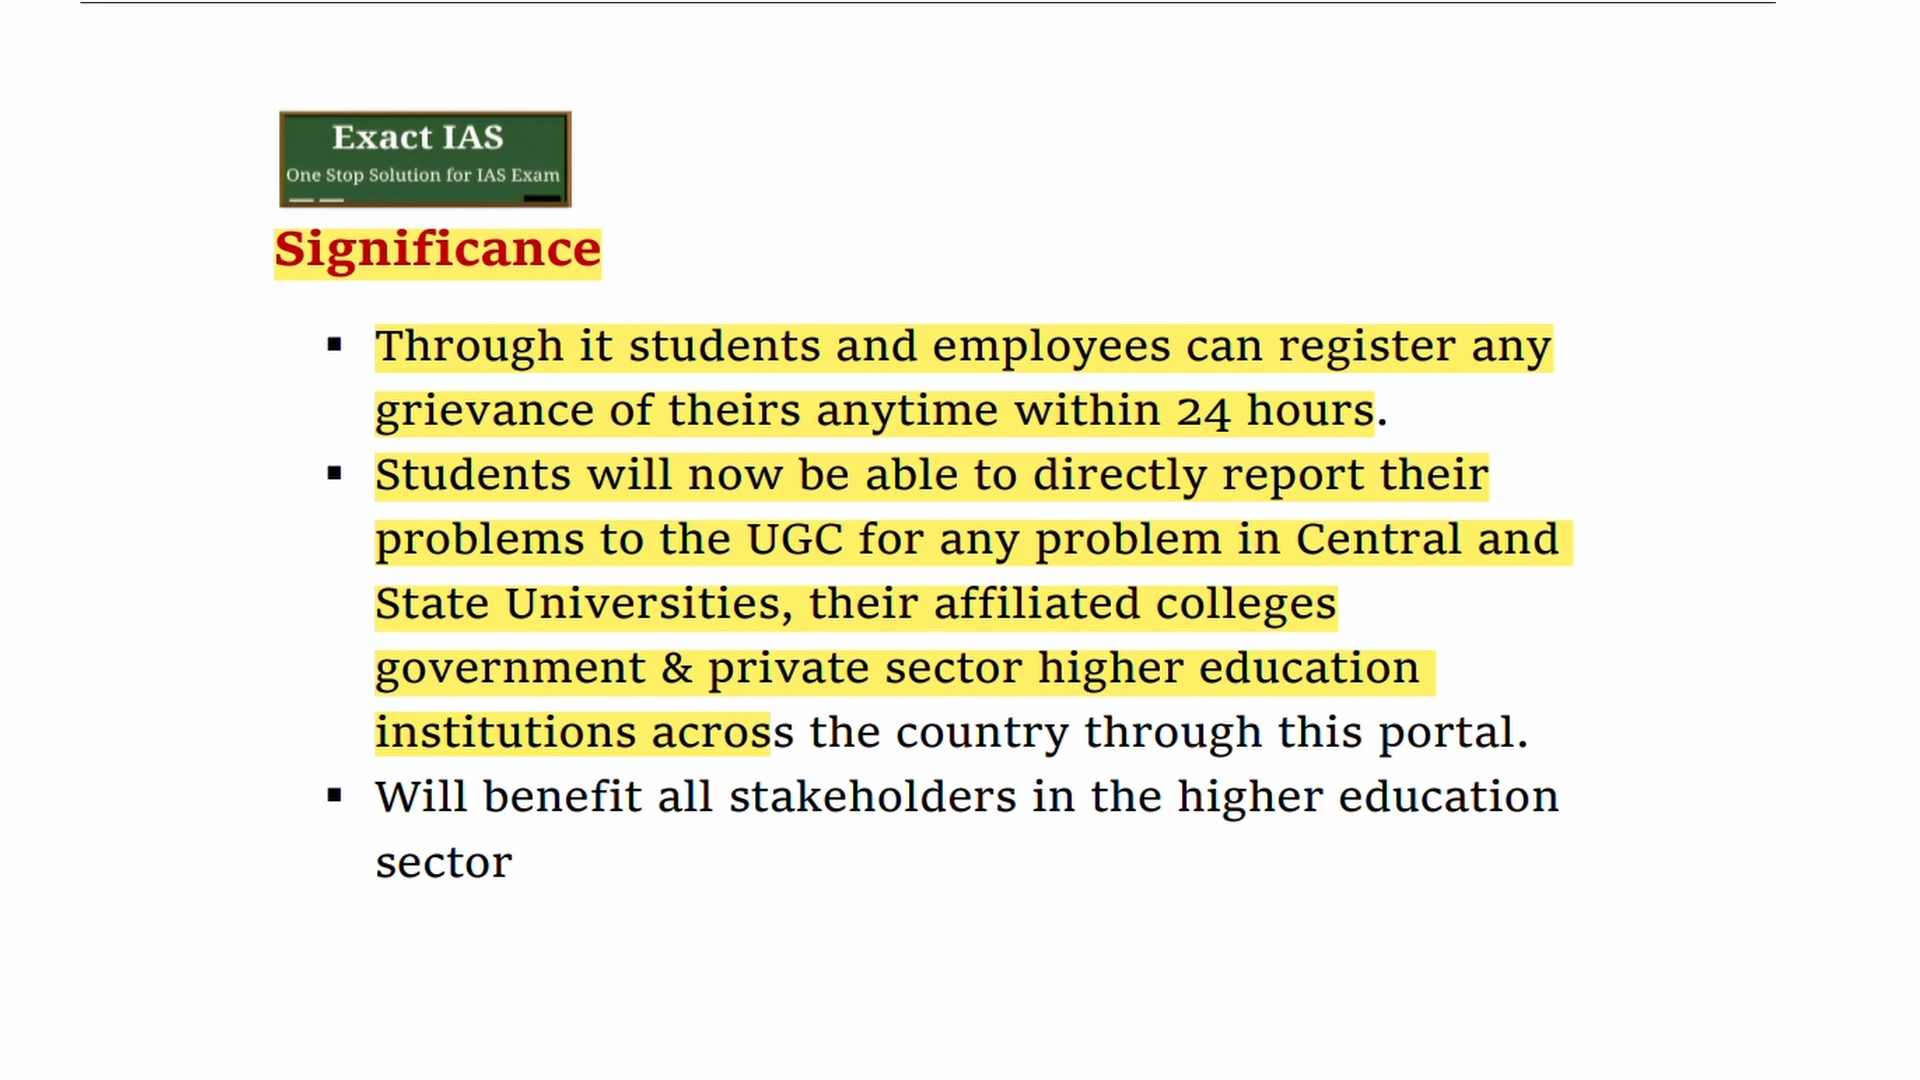 Exact IAS
One Stop Solution for IAS Exam
Significance
▪ Through it students and employees can register any
grievance of theirs anytime within 24 hours.
▪ Students will now be able to directly report their
problems to the UGC for any problem in Central and
State Universities, their affiliated colleges
government & private sector higher education
institutions across the country through this portal.
▪ Will benefit all stakeholders in the higher education
sector